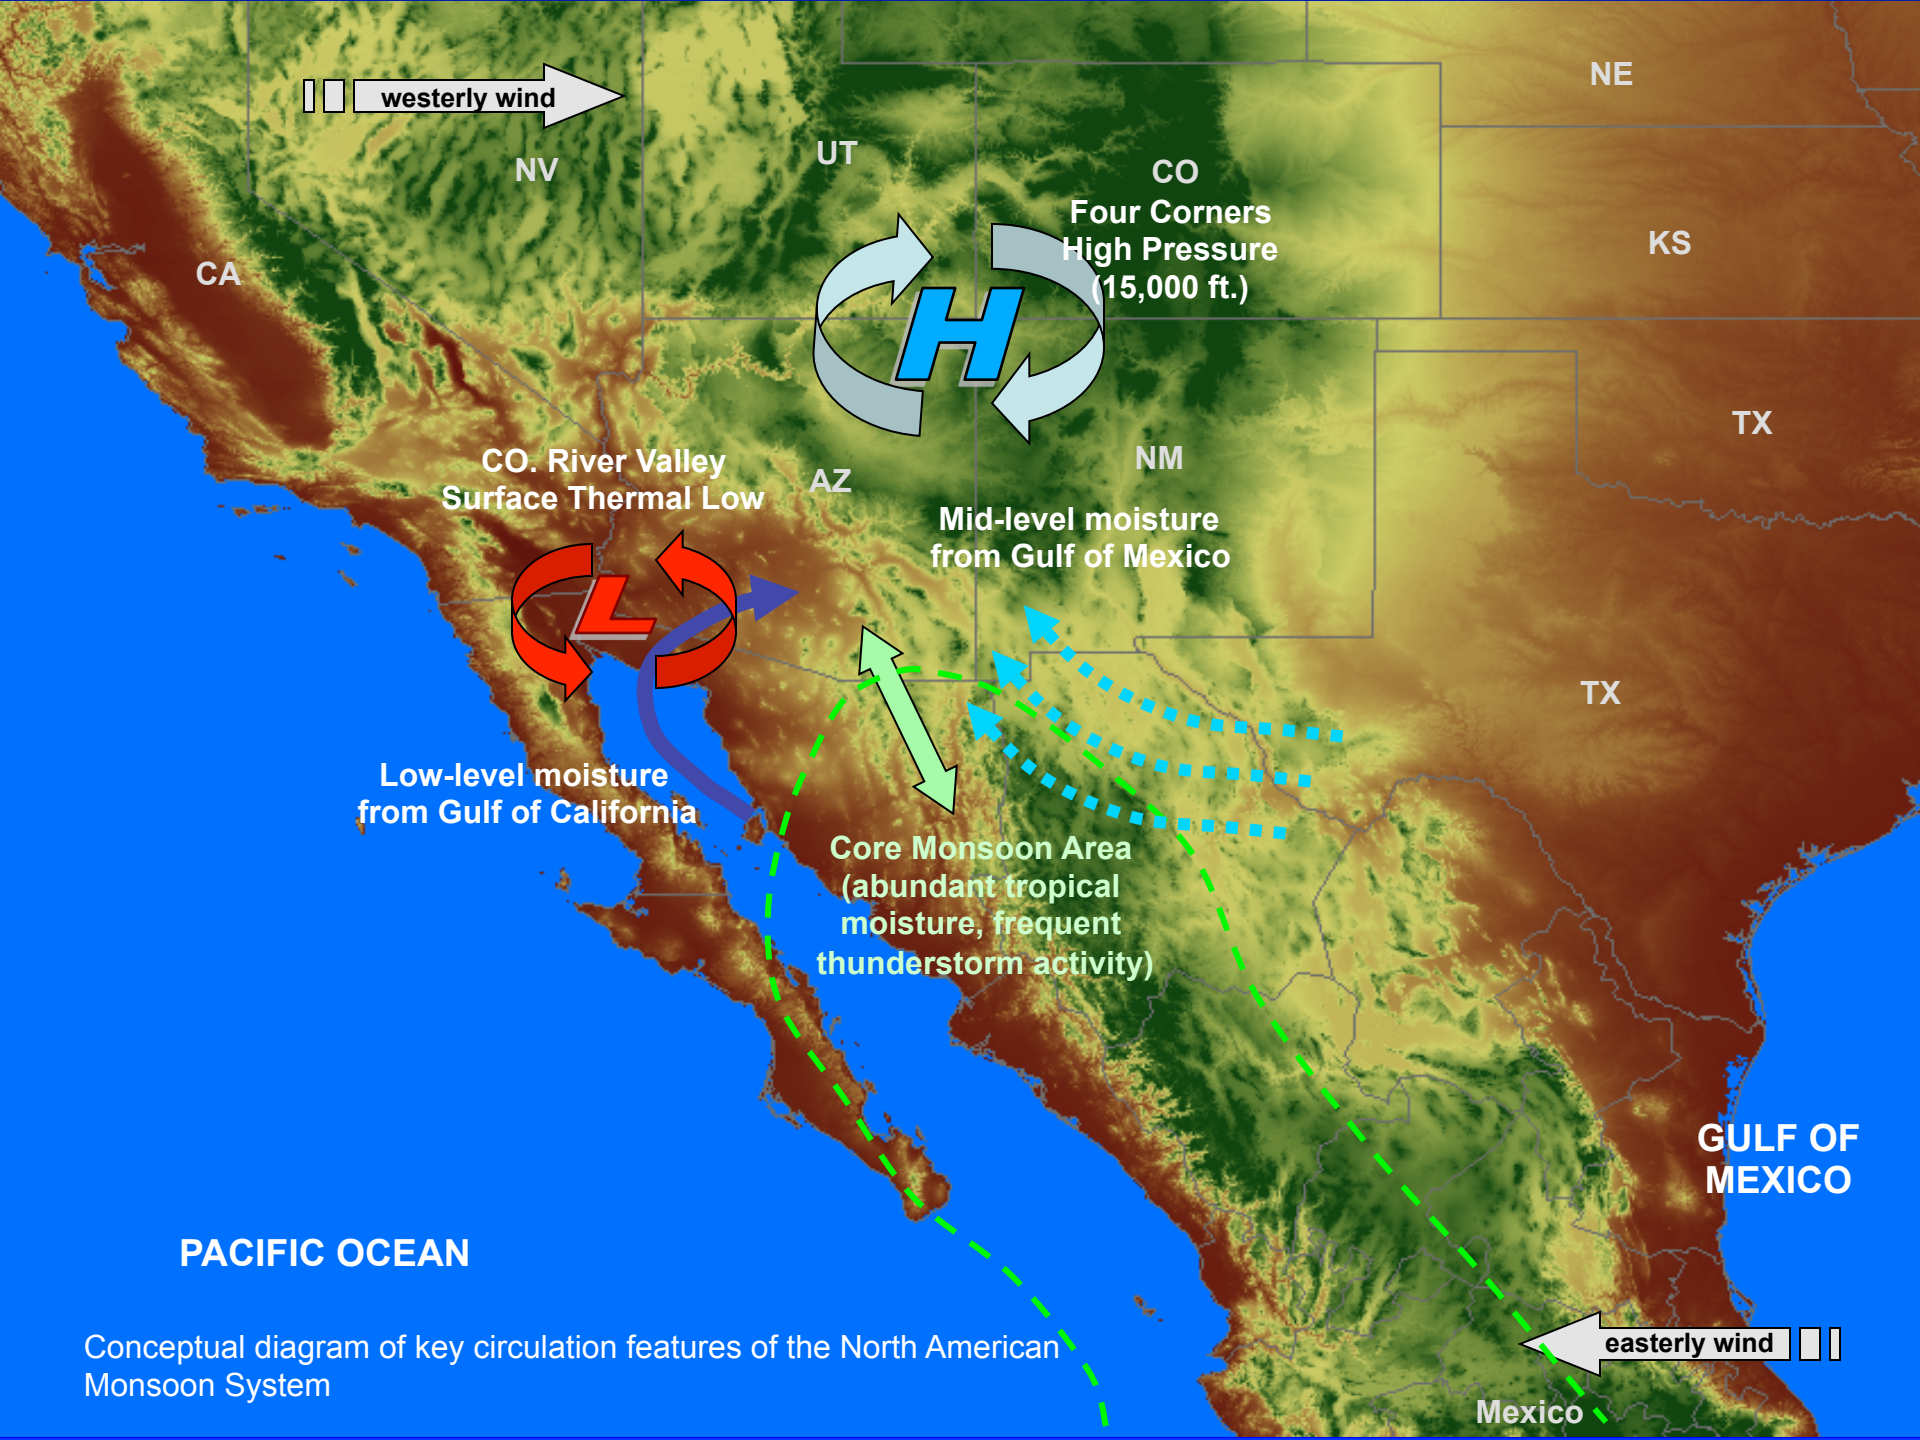 westerly wind
NE
NV
UT
CO
Four Corners
High Pressure
(15,000 ft.)
KS
CA
H
TX
CO. River Valley
Surface Thermal Low
AZ
NM
Mid-level moisture
from Gulf of Mexico
L
TX
Low-level moisture
from Gulf of California
Core Monsoon Area
(abundant tropical
moisture, frequent
thunderstorm activity)
GULF OF
MEXICO
PACIFIC OCEAN
easterly wind
Conceptual diagram of key circulation features of the North American
Monsoon System
Mexico